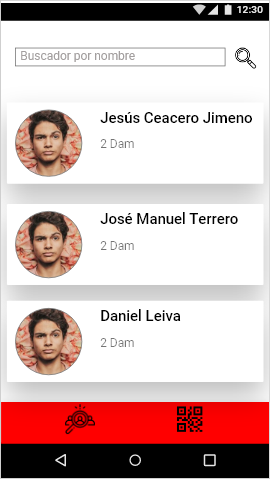 12:30
Buscador por nombre
Jesús Ceacero Jimeno
2 Dam
José Manuel Terrero
2 Dam
Daniel Leiva
2 Dam